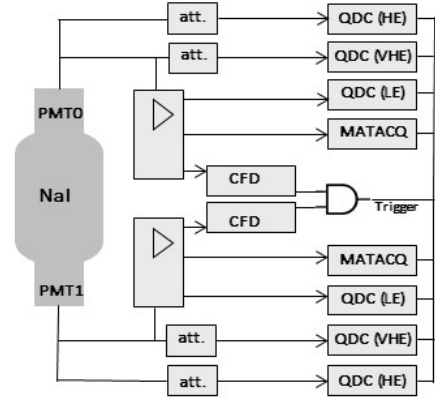 att.
QDC (HE)
att.
QDC (VHE)
PMT0
QDC (LE)
MATACQ
CFD
NaI
Trigger
CFD
MATACQ
PMT1
QDC (LE)
att.
QDC (VHE)
att.
QDC (HE)